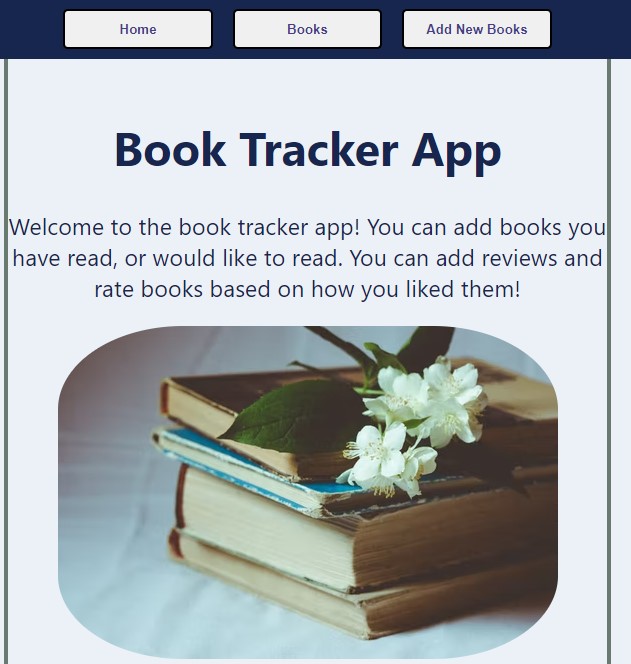 Home Books Add New Books
Book Tracker App
Welcome to the book tracker app! You can add books you
have read, or would like to read. You can add reviews and
rate books based on how you liked them!